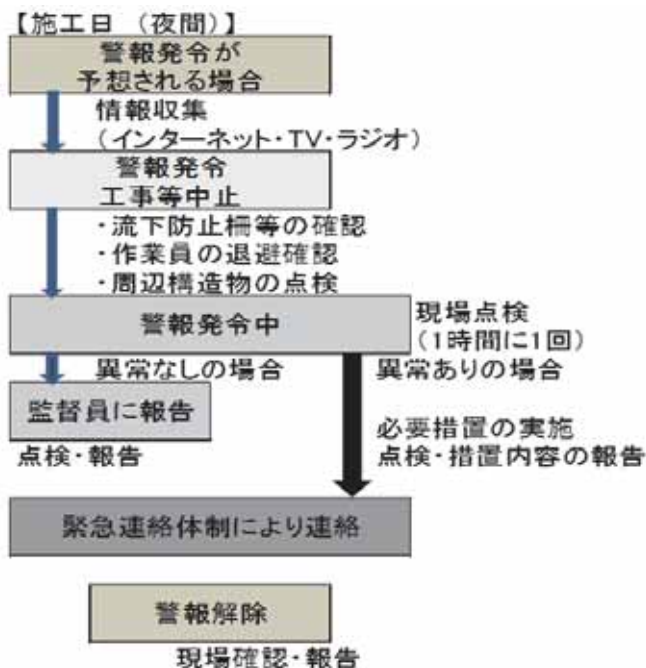 【施工日（夜間）】
警報発令が
予想される場合
情報収集
（インターネット・TV・ラジオ）
警報発令
工事等中止
・流下防止柵等の確認
・作業員の退避確認
・周辺構造物の点検
警報発令中
現場点検
（1時間に1回）
異常なしの場合
異常ありの場合
監督員に報告
点検・報告
必要措置の実施
点検・措置内容の報告
緊急連絡体制により連絡
警報解除
現場確認・報告